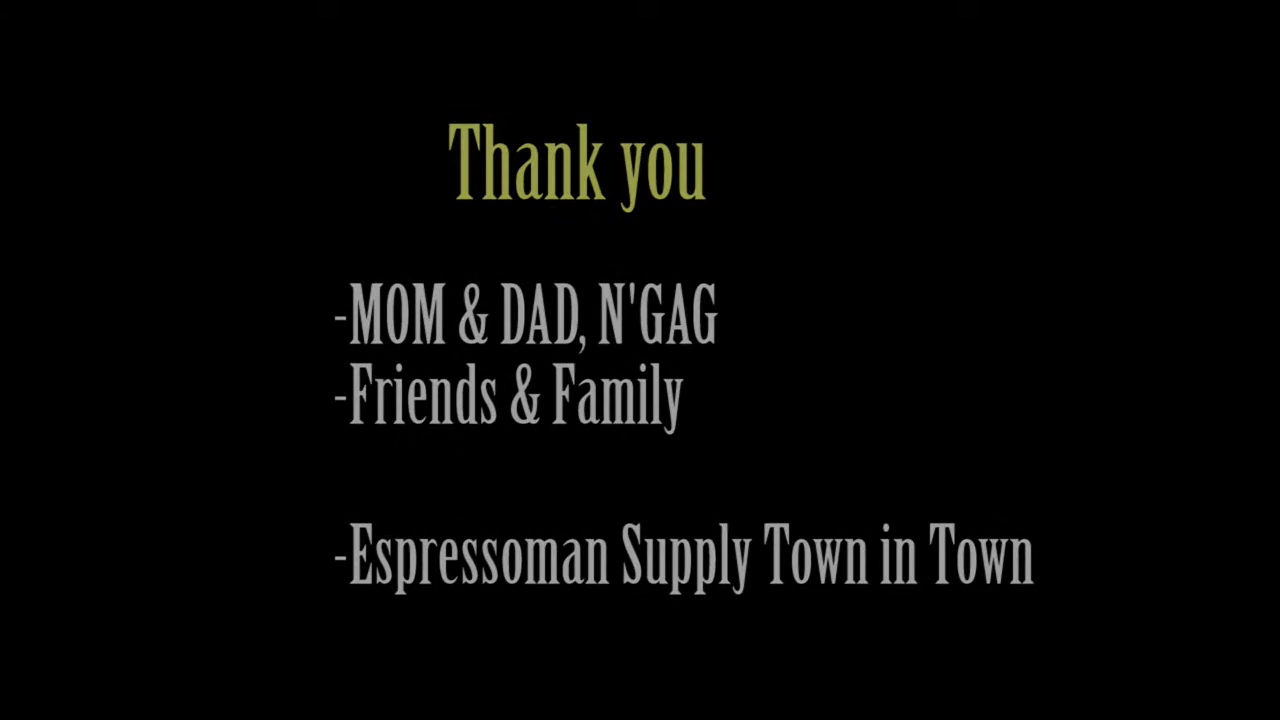 Thank you
-MOM & DAD, N'GAG
-Friends & Family
-Espressoman Supply Town in Town